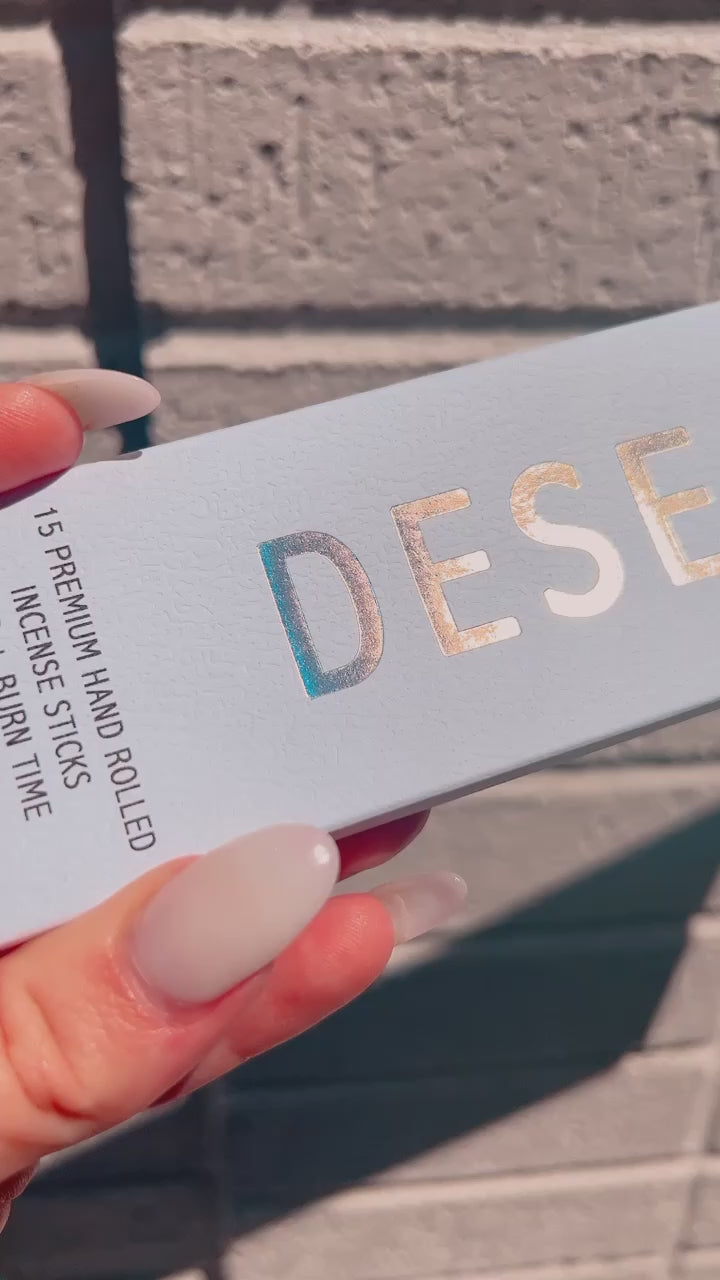 DESE
15 PREMIUM HAND ROLLED
INCENSE STICKS
BURN TIME